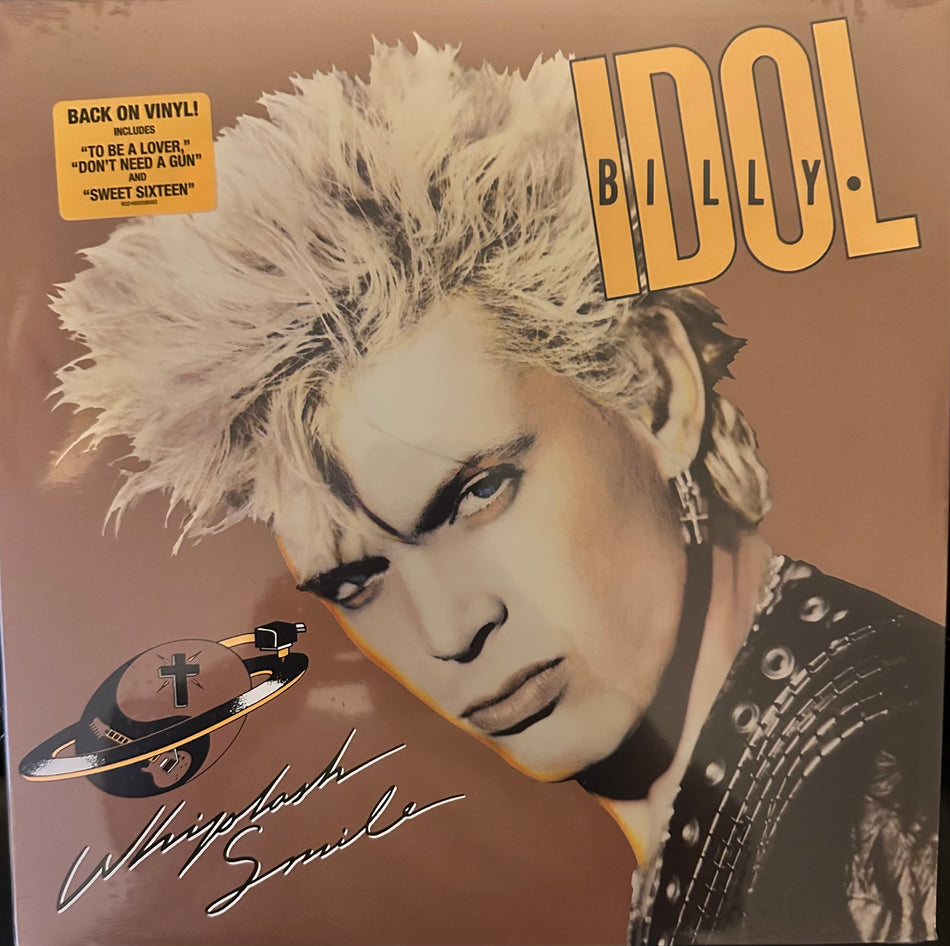 BACK ON VINYL!
INCLUDES
“TO BE A LOVER,”
“DON’T NEED A GUN”
AND
“SWEET SIXTEEN”
IDOL
BILLY.
Whiplash
Smile